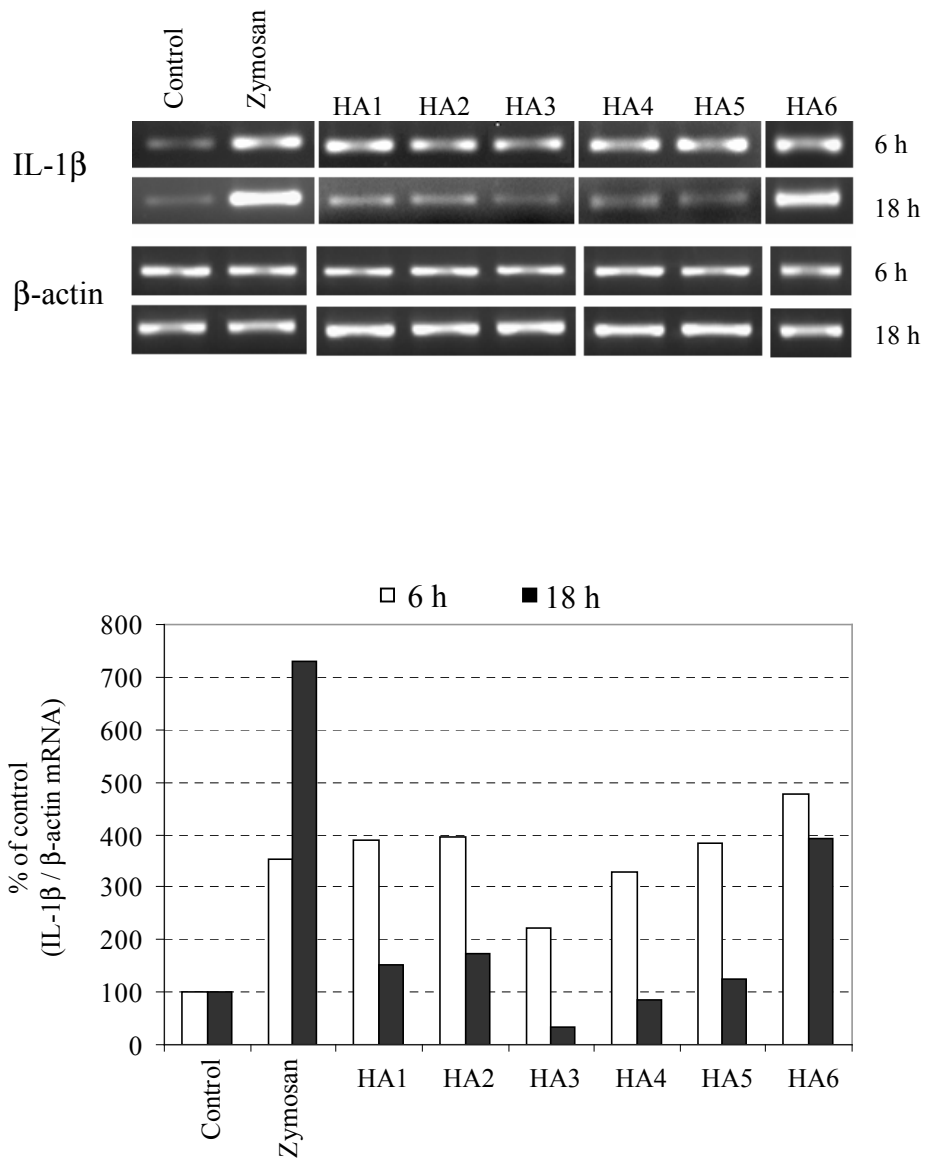 Control
Zymosan
HA1 HA2 HA3 HA4 HA5 HA6
IL-1β
6 h
18 h
β-actin
6 h
18 h
6 h 18 h
% of control
(IL-1β / β-actin mRNA)
800
700
600
500
400
300
200
100
0
Control
Zymosan
HA1 HA2 HA3 HA4 HA5 HA6